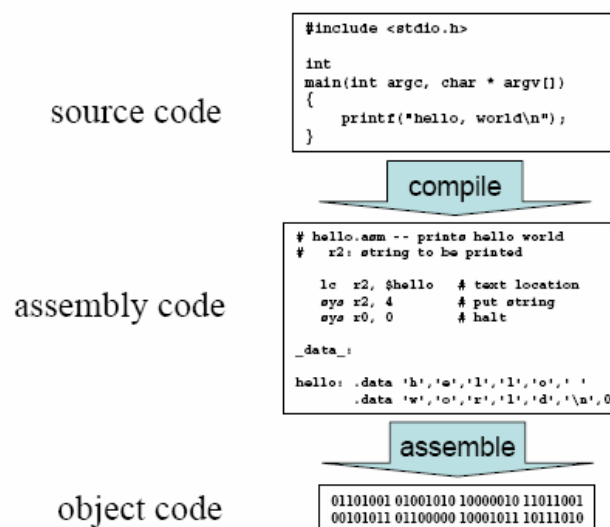 #include <stdio.h>
int
main(int argc, char * argv[])
{
printf("hello, world\n");
}
source code
compile
# hello.asm -- prints hello world
# r2: string to be printed
lc r2, $hello # text location
sys r2, 4 # put string
sys r0, 0 # halt
_data_:
hello: .data 'h','e','l','l','o',' '
.data 'w','o','r','l','d','\n',0
assembly code
assemble
01101001 01001010 10000010 11011001
00101011 01100000 10001011 10111010
object code